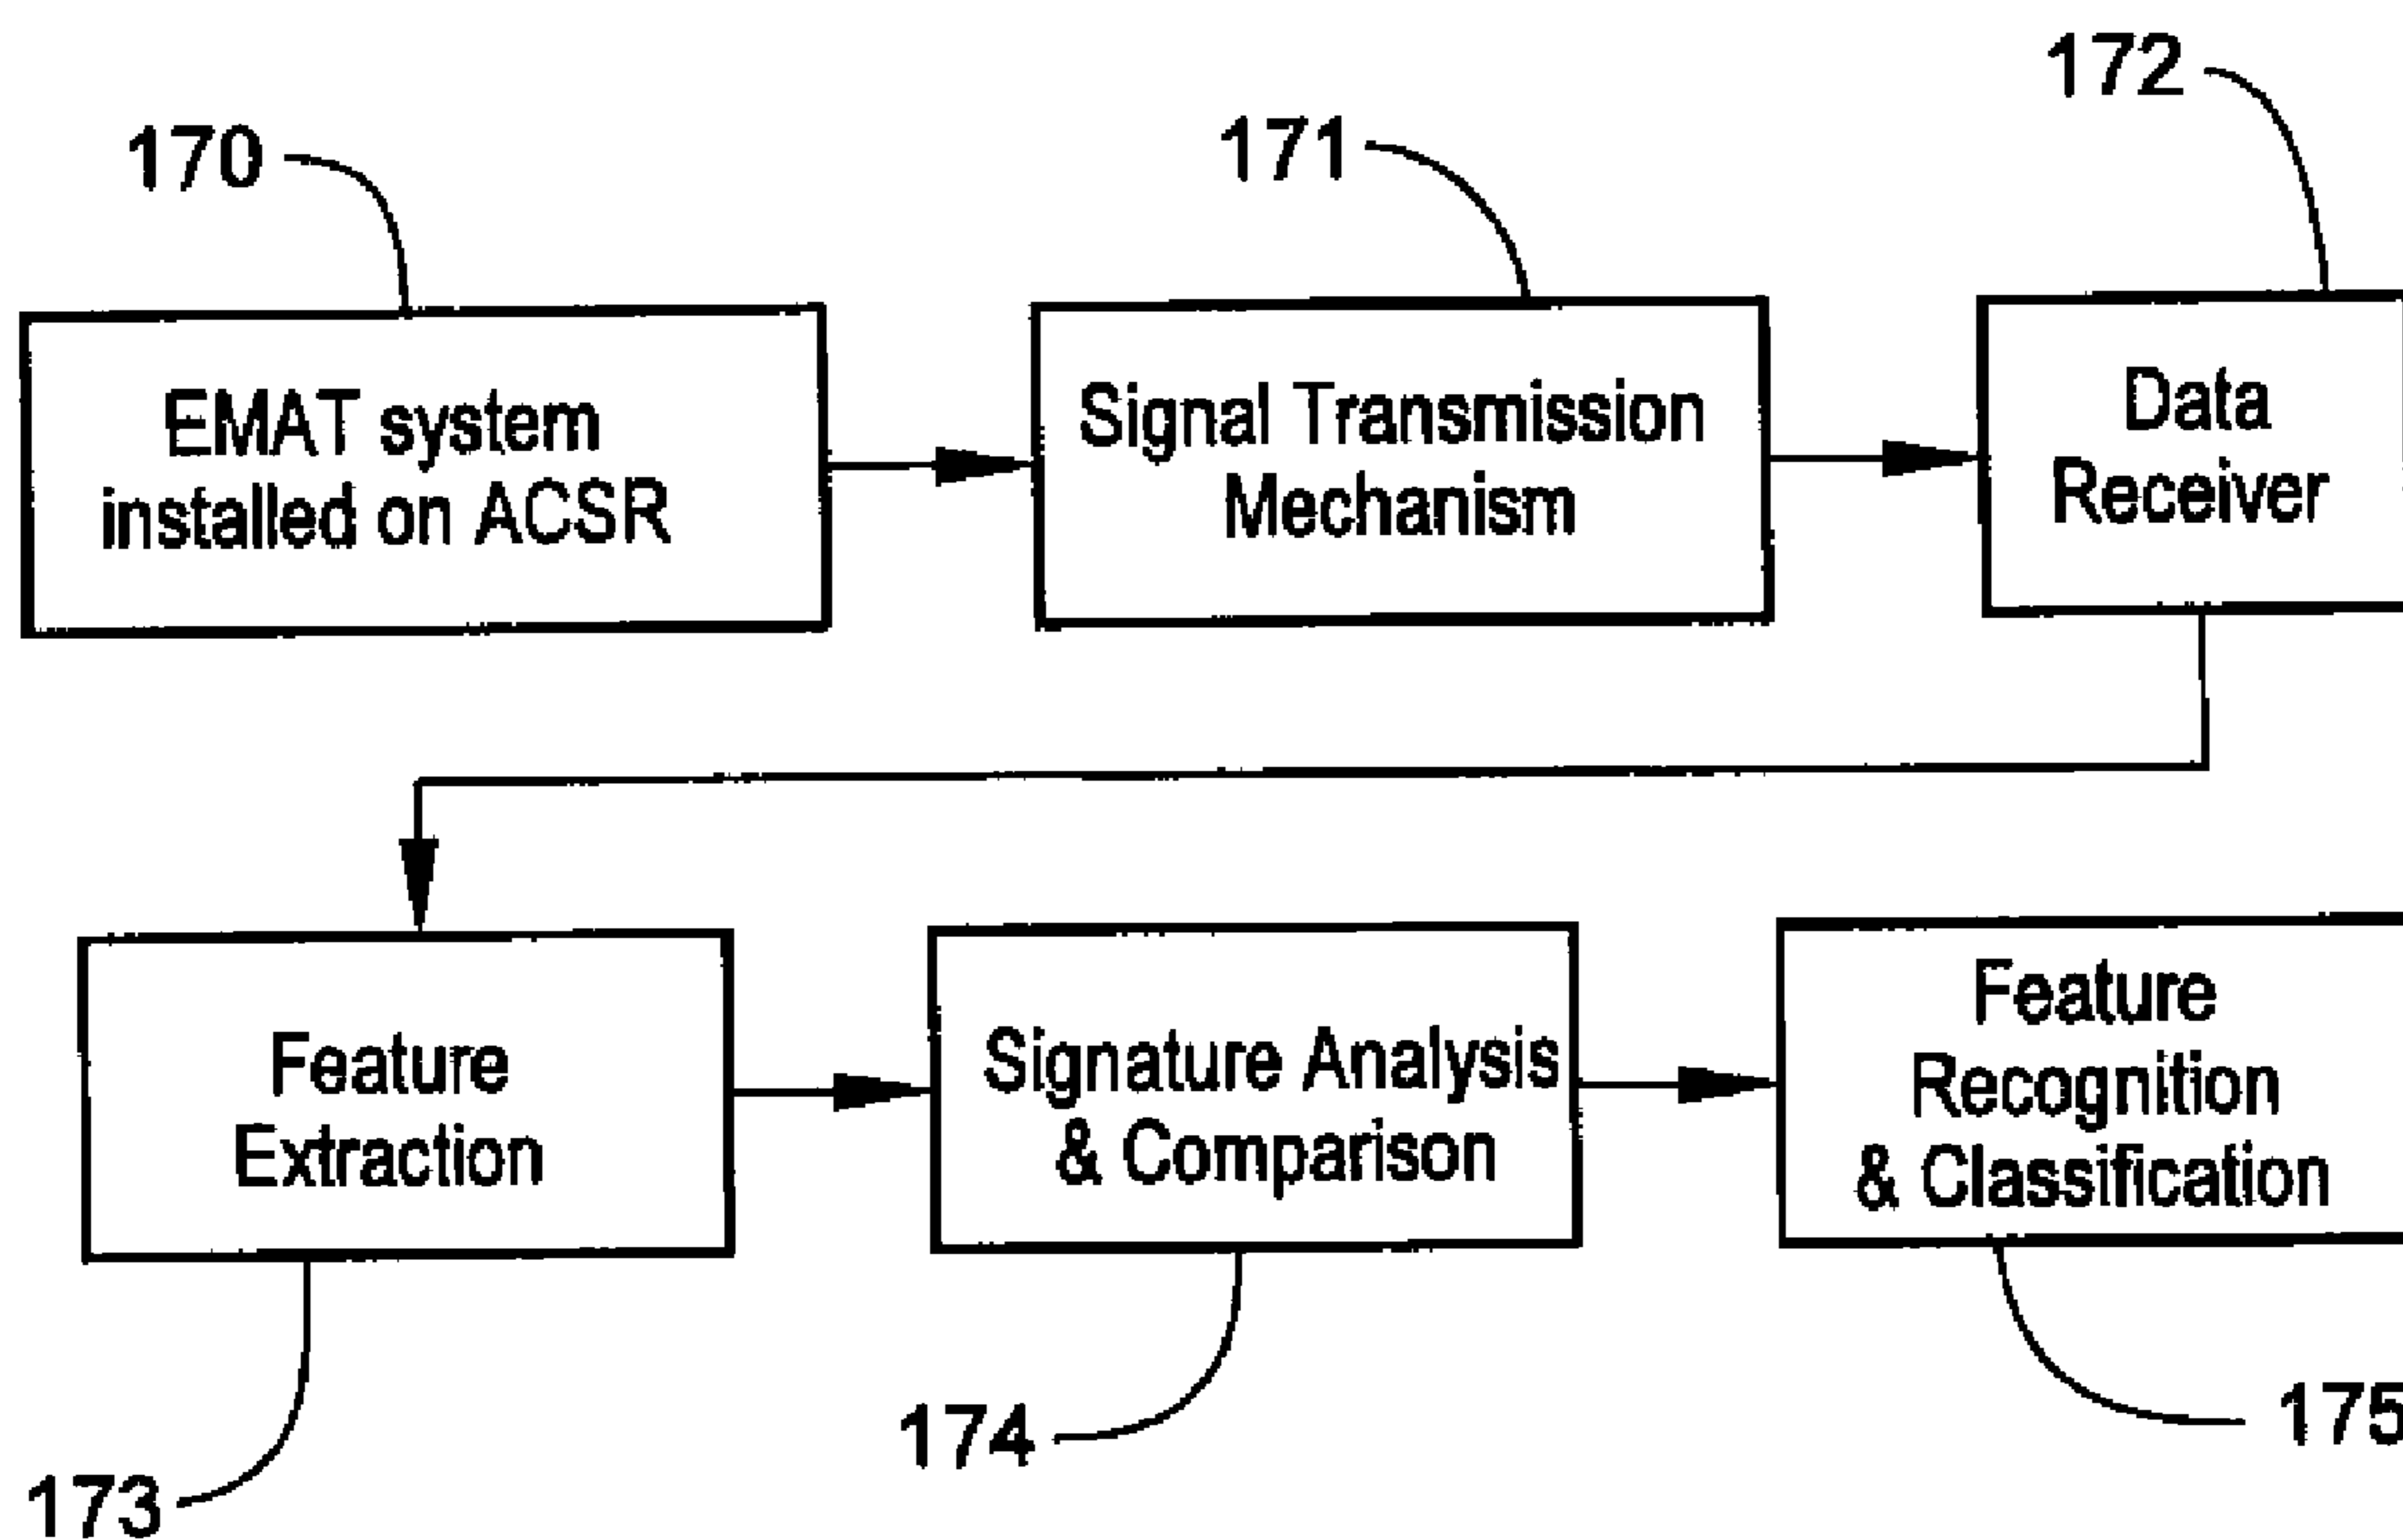 170
171
172
EMAT system
installed on ACSR
Signal Transmission
Mechanism
Data
Receiver
Feature
Extraction
Signature Analysis
& Comparison
Feature
Recognition
& Classification
173
174
175